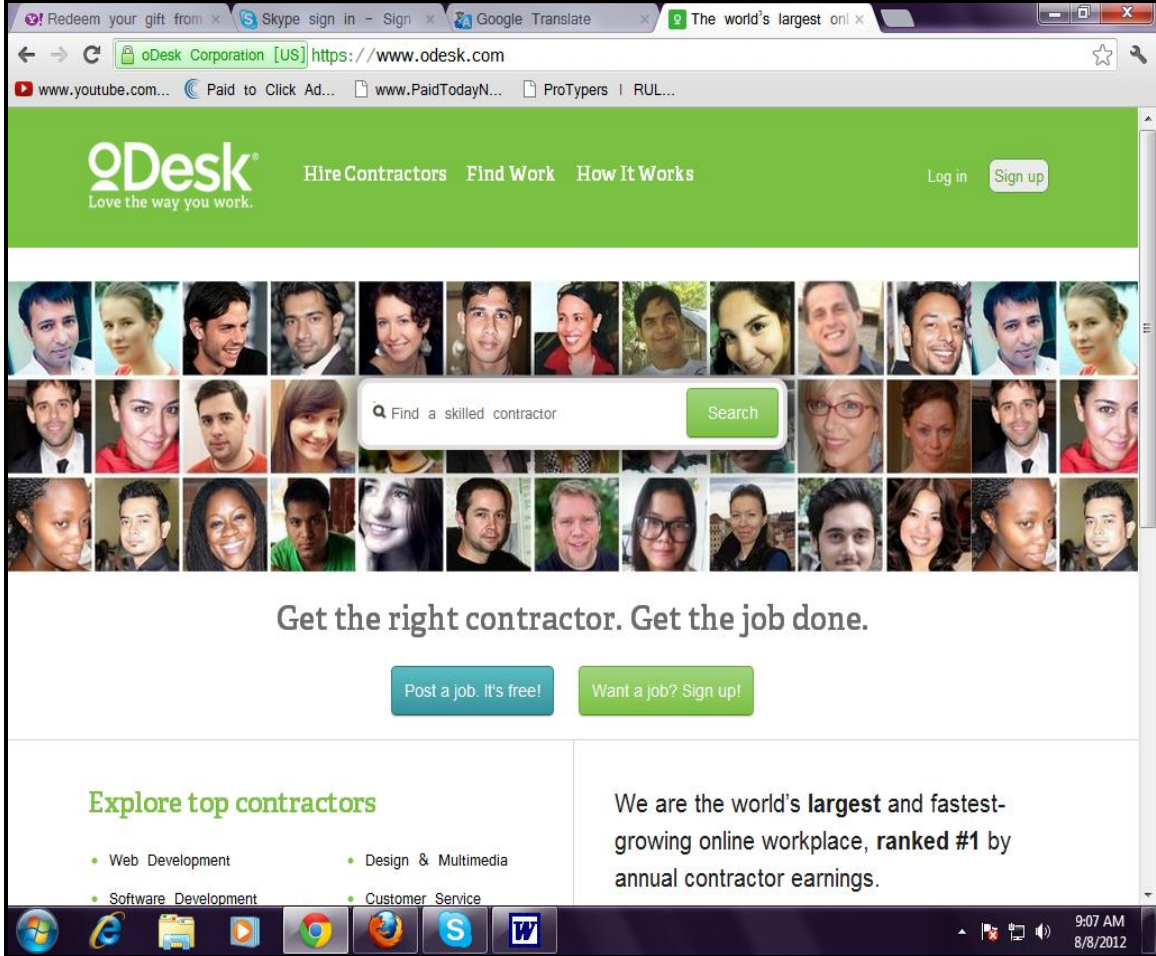 Redeem your gift from
Skype sign in - Sign
Google Translate
The world's largest onl
oDesk Corporation [US] https://www.odesk.com
www.youtube.com... Paid to Click Ad... www.PaidTodayN... ProTypers | RUL...
oDesk®
Love the way you work.
Hire Contractors Find Work How It Works
Log in Sign up
Find a skilled contractor Search
Get the right contractor. Get the job done.
Post a job. It's free! Want a job? Sign up!
Explore top contractors
• Web Development • Design & Multimedia
• Software Development • Customer Service
We are the world's largest and fastest-
growing online workplace, ranked #1 by
annual contractor earnings.
9:07 AM
8/8/2012